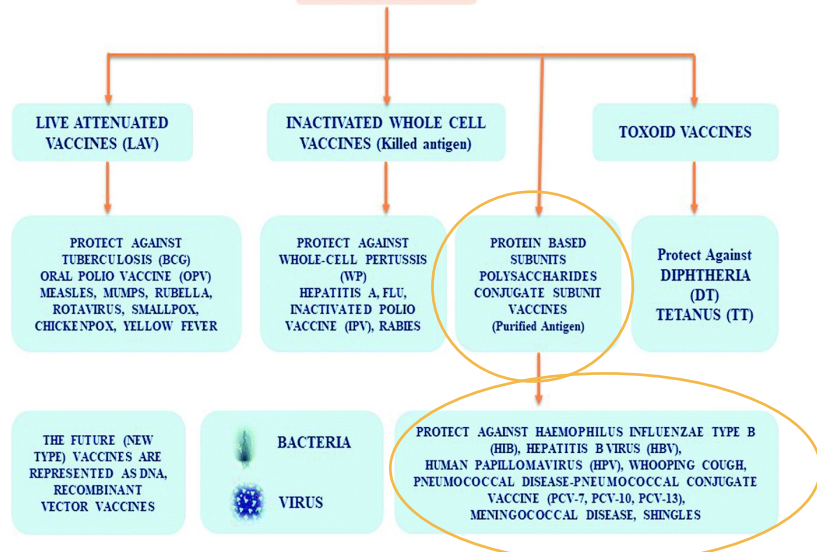 LIVE ATTENUATED
VACCINES (LAV)
INACTIVATED WHOLE CELL
VACCINES (Killed antigen)
TOXOID VACCINES
PROTECT AGAINST
TUBERCULOSIS (BCG)
ORAL POLIO VACCINE (OPV)
MEASLES, MUMPS, RUBELLA,
ROTAVIRUS, SMALLPOX,
CHICKENPOX, YELLOW FEVER
PROTECT AGAINST
WHOLE-CELL PERTUSSIS
(WP)
HEPATITIS A, FLU,
INACTIVATED POLIO
VACCINE (IPV), RABIES
PROTEIN BASED
SUBUNITS
POLYSACCHARIDES
CONJUGATE SUBUNIT
VACCINES
(Purified Antigen)
Protect Against
DIPHTHERIA
(DT)
TETANUS (TT)
THE FUTURE (NEW
TYPE) VACCINES ARE
REPRESENTED AS DNA,
RECOMBINANT
VECTOR VACCINES
BACTERIA
VIRUS
PROTECT AGAINST HAEMOPHILUS INFLUENZAE TYPE B
(HIB), HEPATITIS B VIRUS (HBV),
HUMAN PAPILLOMAVIRUS (HPV), WHOOPING COUGH,
PNEUMOCOCCAL DISEASE-PNEUMOCOCCAL CONJUGATE
VACCINE (PCV-7, PCV-10, PCV-13),
MENINGOCOCCAL DISEASE, SHINGLES